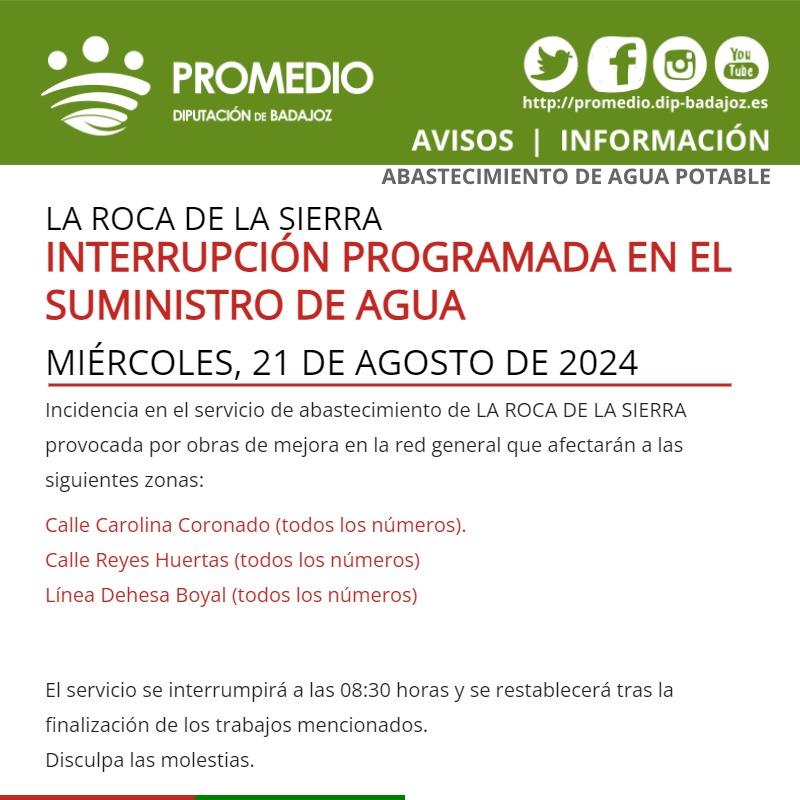 PROMEDIO
DIPUTACIÓN DE BADAJOZ
You
Tube
http://promedio.dip-badajoz.es
AVISOS | INFORMACIÓN
ABASTECIMIENTO DE AGUA POTABLE
LA ROCA DE LA SIERRA
INTERRUPCIÓN PROGRAMADA EN EL
SUMINISTRO DE AGUA
MIÉRCOLES, 21 DE AGOSTO DE 2024
Incidencia en el servicio de abastecimiento de LA ROCA DE LA SIERRA
provocada por obras de mejora en la red general que afectarán a las
siguientes zonas:
Calle Carolina Coronado (todos los números).
Calle Reyes Huertas (todos los números)
Línea Dehesa Boyal (todos los números)
El servicio se interrumpirá a las 08:30 horas y se restablecerá tras la
finalización de los trabajos mencionados.
Disculpa las molestias.